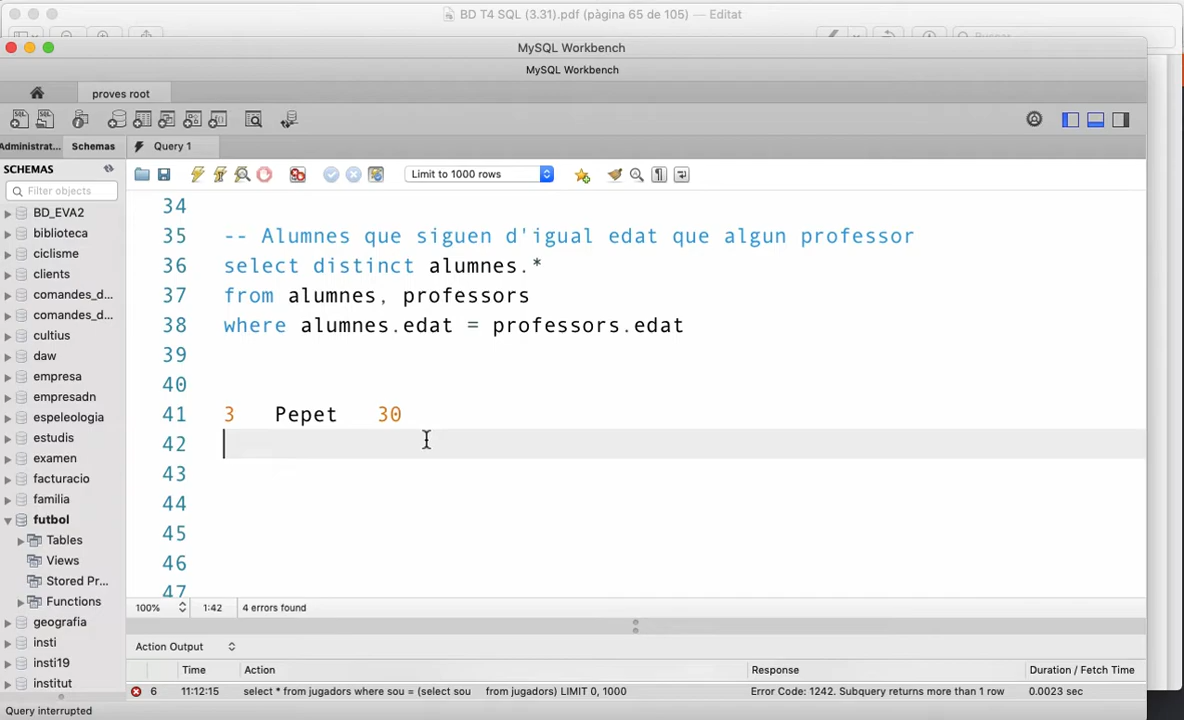 BD T4 SQL (3.31).pdf (pàgina 65 de 105) — Editat
MySQL Workbench
MySQL Workbench
proves root
Administrat...
Schemas
Query 1
SCHEMAS
Filter objects
Limit to 1000 rows
BD_EVA2
biblioteca
ciclisme
clients
comandes_d...
comandes_d...
cultius
daw
empresa
empresadn
espeleologia
estudis
examen
facturacio
familia
futbol
Tables
Views
Stored Pr...
Functions
geografia
insti
insti19
institut
34
35 -- Alumnes que siguen d'igual edat que algun professor
36 select distinct alumnes.*
37 from alumnes, professors
38 where alumnes.edat = professors.edat
39
40
41 3 Pepet 30
42
43
44
45
46
47
100% 1:42 4 errors found
Action Output
Time Action Response Duration / Fetch Time
6 11:12:15 select * from jugadors where sou = (select sou from jugadors) LIMIT 0, 1000 Error Code: 1242. Subquery returns more than 1 row 0.0023 sec
Query interrupted